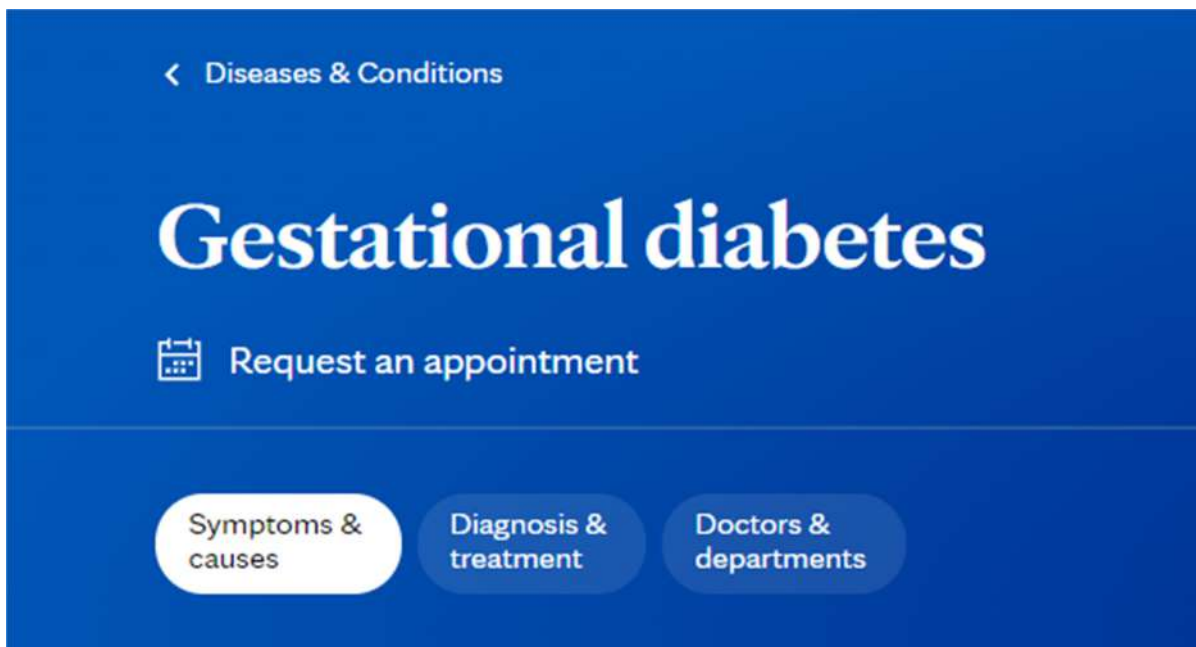 Diseases & Conditions
Gestational diabetes
Request an appointment
Symptoms &
causes
Diagnosis &
treatment
Doctors &
departments